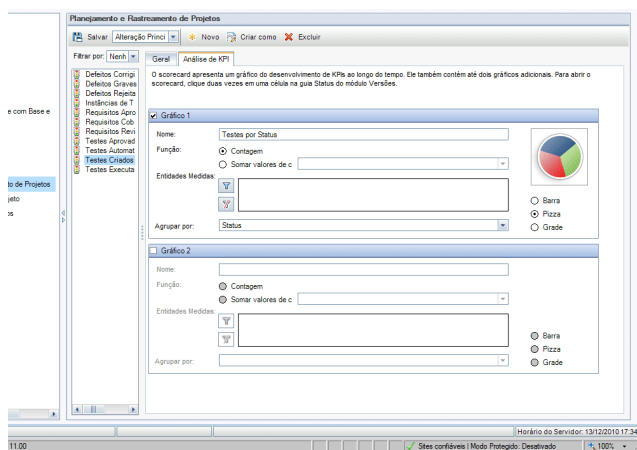 Planejamento e Rastreamento de Projetos
Salvar Alteração Princi Novo Criar como Excluir
Filtrar por: Nenh
Geral Análise de KPI
O scorecard apresenta um gráfico do desenvolvimento de KPIs ao longo do tempo. Ele também contém até dois gráficos adicionais. Para abrir o
scorecard, clique duas vezes em uma célula na guia Status do módulo Versões.
Defeitos Corrigi
Defeitos Graves
Defeitos Rejeita
Instâncias de T
Requisitos Apro
Requisitos Cob
Requisitos Revi
Testes Aprovad
Testes Automat
Testes Criados
Testes Executa
e com Base e
to de Projetos
jeto
os
Gráfico 1
Nome: Testes por Status
Função: Contagem
Somar valores de c
Entidades Medidas:
Barra
Pizza
Grade
Agrupar por: Status
Gráfico 2
Nome:
Função: Contagem
Somar valores de c
Entidades Medidas:
Barra
Pizza
Grade
Agrupar por:
Horário do Servidor: 13/12/2010 17:34
11.00
Sites confiáveis | Modo Protegido: Desativado 100%